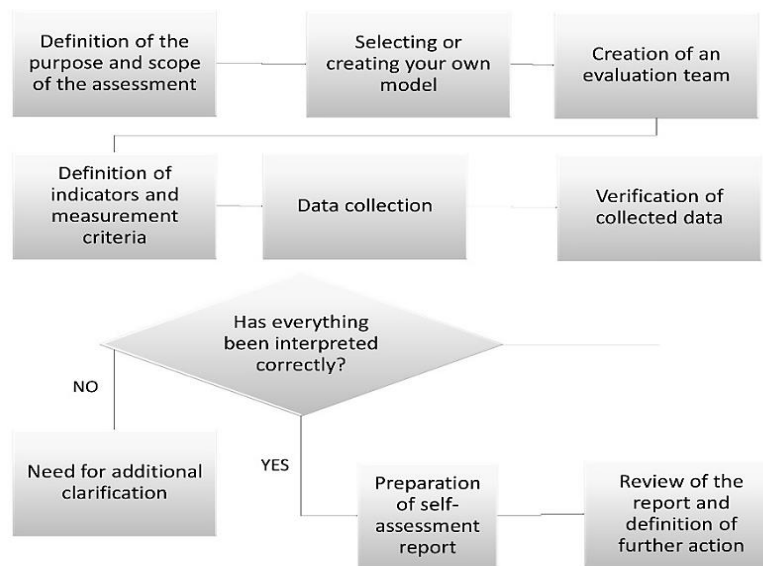 Definition of the
purpose and scope
of the assessment
Selecting or
creating your own
model
Creation of an
evaluation team
Definition of
indicators and
measurement
criteria
Data collection
Verification of
collected data
Has everything
been interpreted
correctly?
NO
Need for additional
clarification
YES
Preparation
of self-
assessment
report
Review of the
report and
definition of
further action